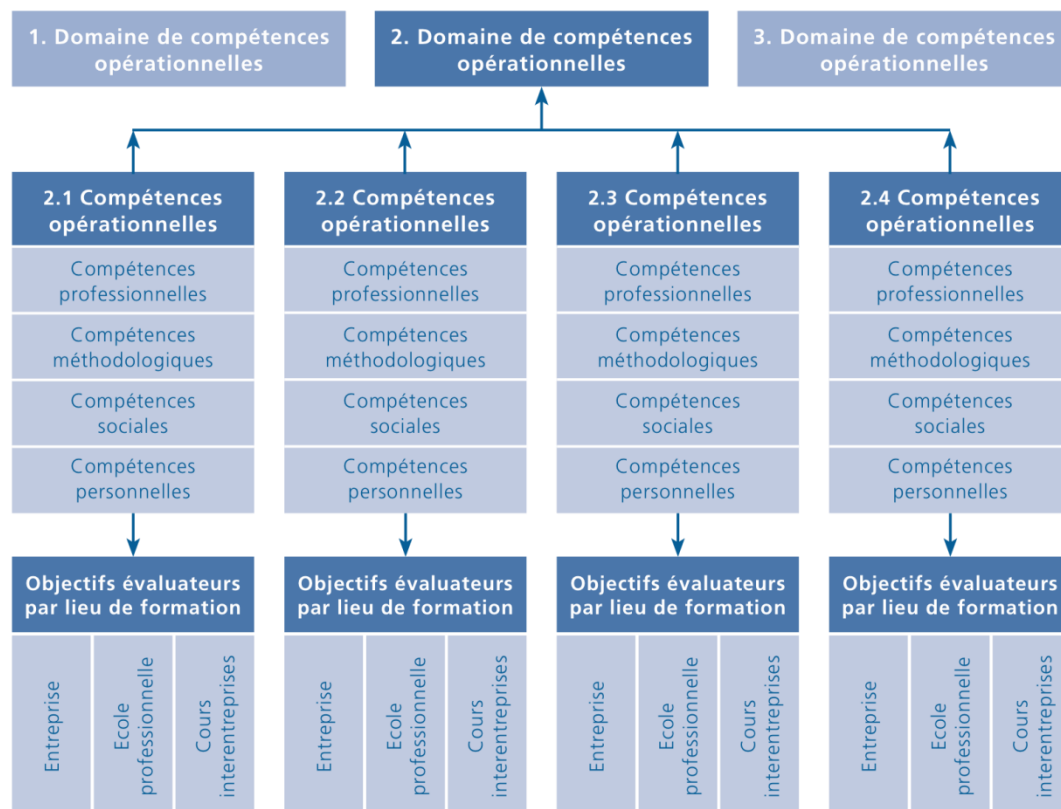 1. Domaine de compétences
opérationnelles
2. Domaine de compétences
opérationnelles
3. Domaine de compétences
opérationnelles
2.1 Compétences
opérationnelles
Compétences
professionnelles
Compétences
méthodologiques
Compétences
sociales
Compétences
personnelles
Objectifs évaluateurs
par lieu de formation
Entreprise
Ecole
professionnelle
Cours
interentreprises
2.2 Compétences
opérationnelles
Compétences
professionnelles
Compétences
méthodologiques
Compétences
sociales
Compétences
personnelles
Objectifs évaluateurs
par lieu de formation
Entreprise
Ecole
professionnelle
Cours
interentreprises
2.3 Compétences
opérationnelles
Compétences
professionnelles
Compétences
méthodologiques
Compétences
sociales
Compétences
personnelles
Objectifs évaluateurs
par lieu de formation
Entreprise
Ecole
professionnelle
Cours
interentreprises
2.4 Compétences
opérationnelles
Compétences
professionnelles
Compétences
méthodologiques
Compétences
sociales
Compétences
personnelles
Objectifs évaluateurs
par lieu de formation
Entreprise
Ecole
professionnelle
Cours
interentreprises